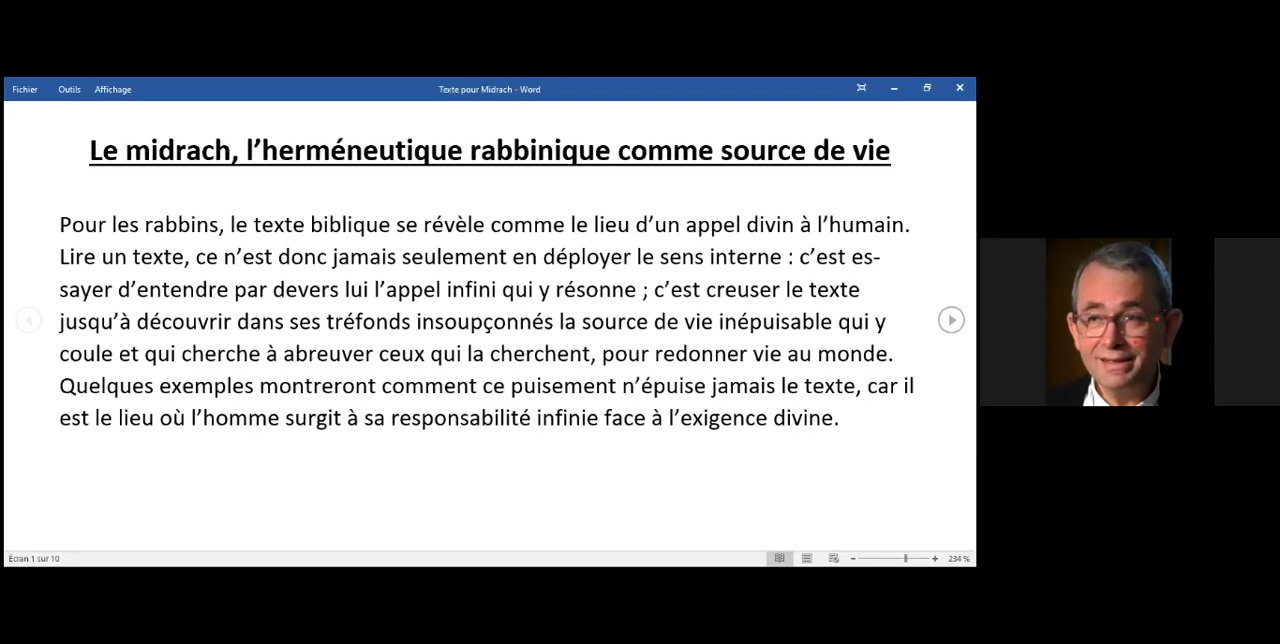 Fichier Outils Affichage Texte pour Midrach - Word
Le midrach, l’herméneutique rabbinique comme source de vie
Pour les rabbins, le texte biblique se révèle comme le lieu d’un appel divin à l’humain.
Lire un texte, ce n’est donc jamais seulement en déployer le sens interne : c’est es-
sayer d’entendre par devers lui l’appel infini qui y résonne ; c’est creuser le texte
jusqu’à découvrir dans ses tréfonds insoupçonnés la source de vie inépuisable qui y
coule et qui cherche à abreuver ceux qui la cherchent, pour redonner vie au monde.
Quelques exemples montreront comment ce puisement n’épuise jamais le texte, car il
est le lieu où l’homme surgit à sa responsabilité infinie face à l’exigence divine.
Écran 1 sur 10 234 %